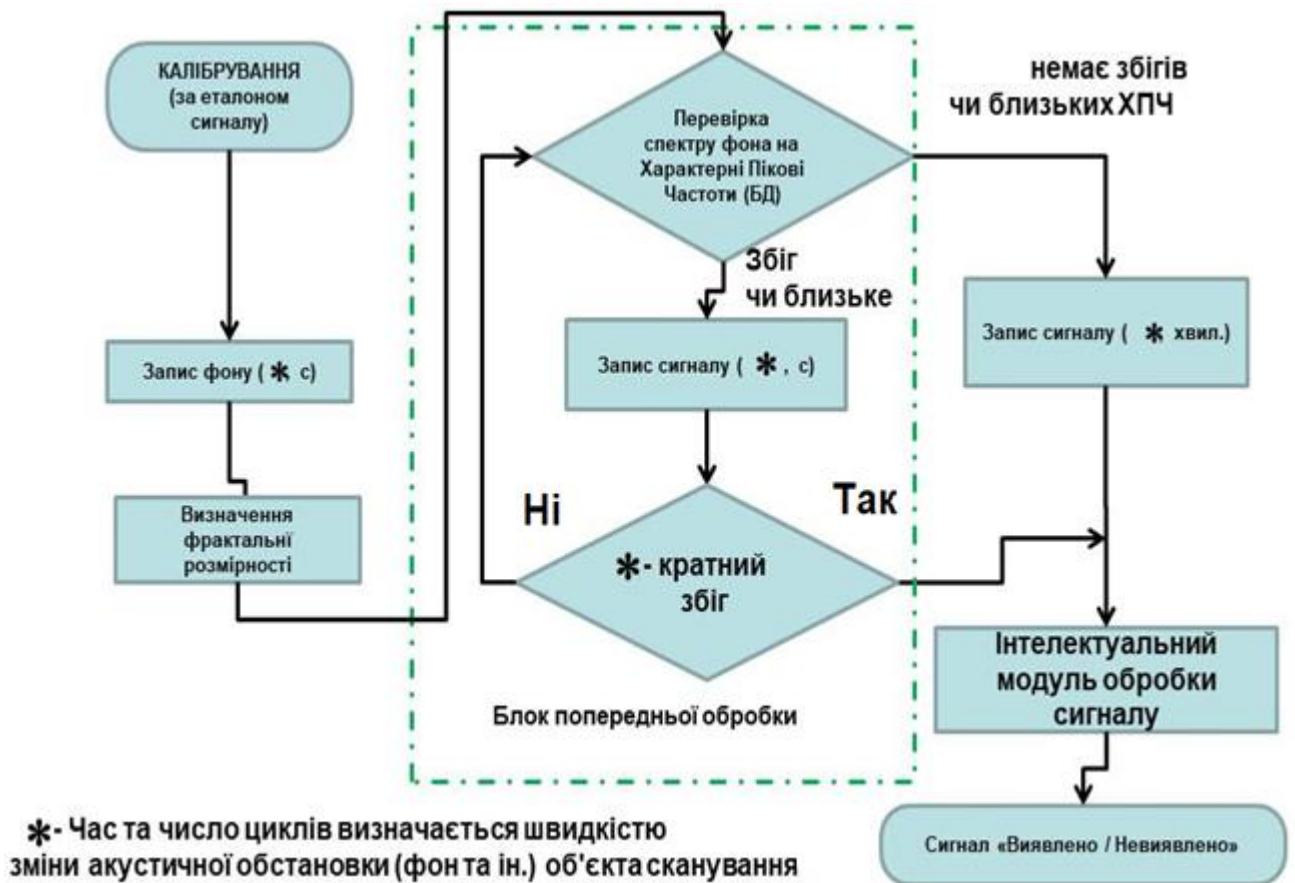 КАЛІБРУВАННЯ
(за еталоном
сигналу)
Запис фону ( * с)
Визначення
фрактальнї
розмірності
Перевірка
спектру фона на
Характерні Пікові
Частоти (БД)
немає збігів
чи близьких ХПЧ
Збіг
чи близьке
Запис сигналу ( * , с)
Запис сигналу ( * хвил.)
Ні
Так
*- кратний
збіг
Блок попередньої обробки
Інтелектуальний
модуль обробки
сигналу
Сигнал «Виявлено / Невиявлено»
*- Час та число циклів визначається швидкістю
зміни акустичної обстановки (фон та ін.) об'єкта сканування